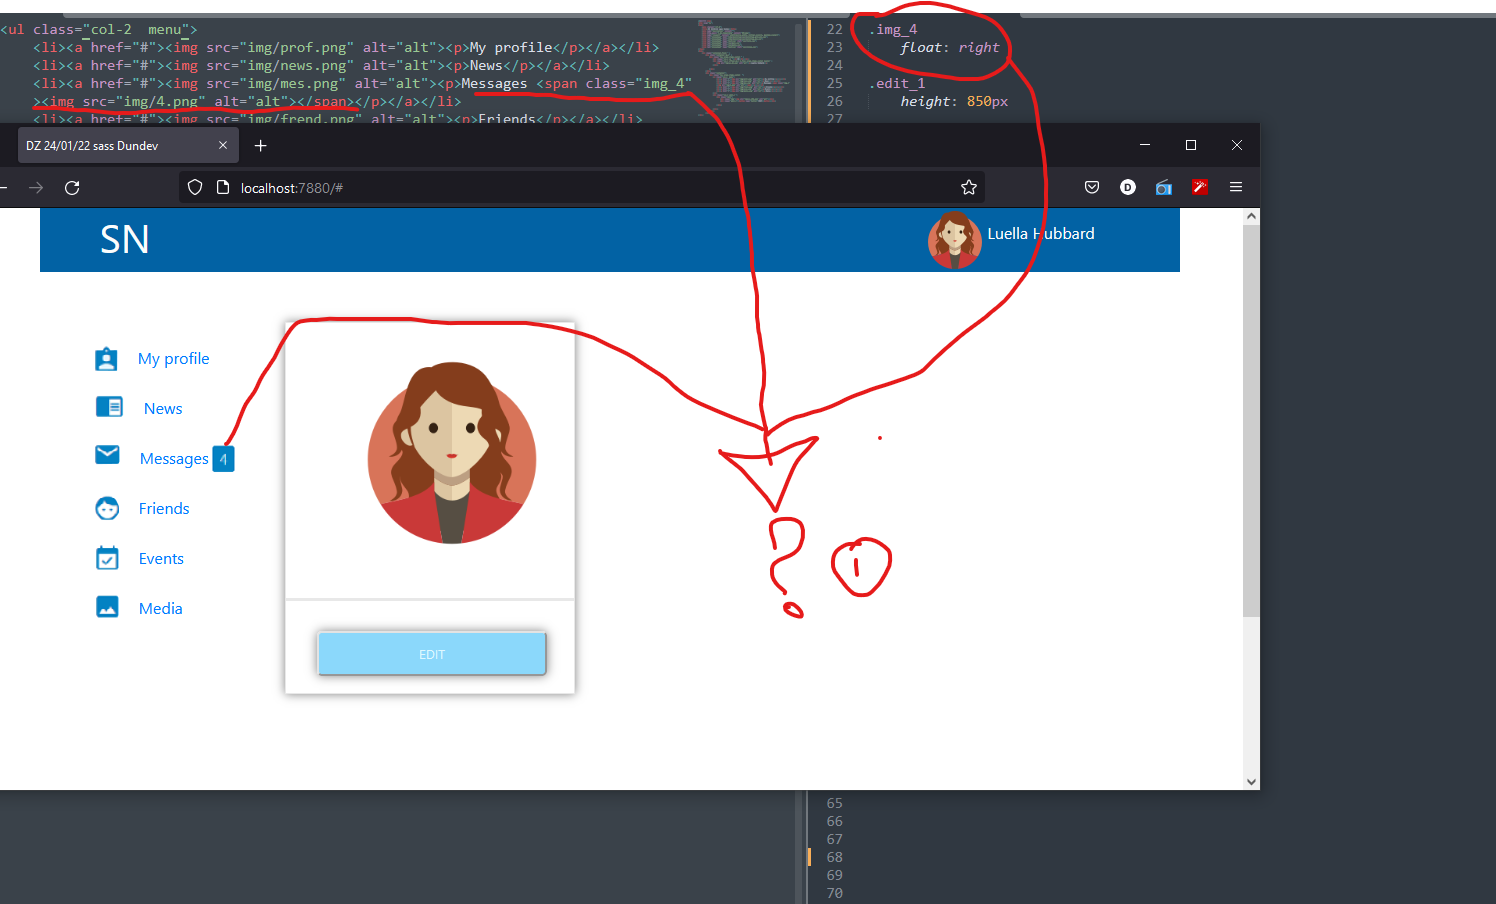 <ul class="col-2  menu">
<li><a href="#"><img src="img/prof.png" alt="alt"><p>My profile</p></a></li>
<li><a href="#"><img src="img/news.png" alt="alt"><p>News</p></a></li>
<li><a href="#"><img src="img/mes.png" alt="alt"><p>Messages <span class="img_4"
><img src="img/4.png" alt="alt"></span></p></a></li>
<li><a href="#"><img src="img/frend.png" alt="alt"><p>Friends</p></a></li>
22 .img_4
23 float: right
24
25 .edit_1
26 height: 850px
27
DZ 24/01/22 sass Dundev
localhost:7880/#
D
SN
Luella Hubbard
My profile
News
Messages 4
Friends
Events
Media
EDIT
? 1
65
66
67
68
69
70